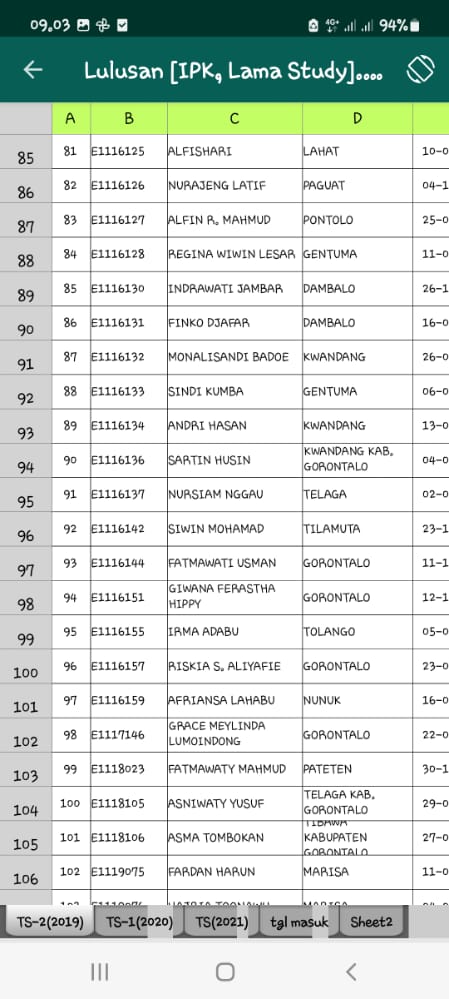 09.03 4G+ 94%
Lulusan [IPK, Lama Study]....
A B C D
85 81 E1116125 ALFISHARI LAHAT 10-0
86 82 E1116126 NURAJENG LATIF PAGUAT 04-1
87 83 E1116127 ALFIN R. MAHMUD PONTOLO 25-0
88 84 E1116128 REGINA WIWIN LESAR GENTUMA 11-0
89 85 E1116130 INDRAWATI JAMBAR DAMBALO 26-1
90 86 E1116131 FINKO DJAFAR DAMBALO 16-0
91 87 E1116132 MONALISANDI BADOE KWANDANG 26-0
92 88 E1116133 SINDI KUMBA GENTUMA 06-0
93 89 E1116134 ANDRI HASAN KWANDANG 13-0
94 90 E1116136 SARTIN HUSIN KWANDANG KAB. 04-0
GORONTALO
95 91 E1116137 NURSIAM NGGAU TELAGA 02-0
96 92 E1116142 SIWIN MOHAMAD TILAMUTA 23-1
97 93 E1116144 FATMAWATI USMAN GORONTALO 11-1
98 94 E1116151 GIWANA FERASTHA GORONTALO 12-1
HIPPY
99 95 E1116155 IRMA ADABU TOLANGO 05-0
100 96 E1116157 RISKIA S. ALIYAFIE GORONTALO 23-0
101 97 E1116159 AFRIANSA LAHABU NUNUK 16-0
102 98 E1117146 GRACE MEYLINDA GORONTALO 22-0
LUMOINDONG
103 99 E1118023 FATMAWATY MAHMUD PATETEN 30-1
104 100 E1118105 ASNIWATY YUSUF TELAGA KAB. 29-0
GORONTALO
TIBAWA
105 101 E1118106 ASMA TOMBOKAN KABUPATEN 27-0
GORONTALO
106 102 E1119075 FARDAN HARUN MARISA 11-0
TS-2(2019) TS-1(2020) TS(2021) tgl masuk Sheet2